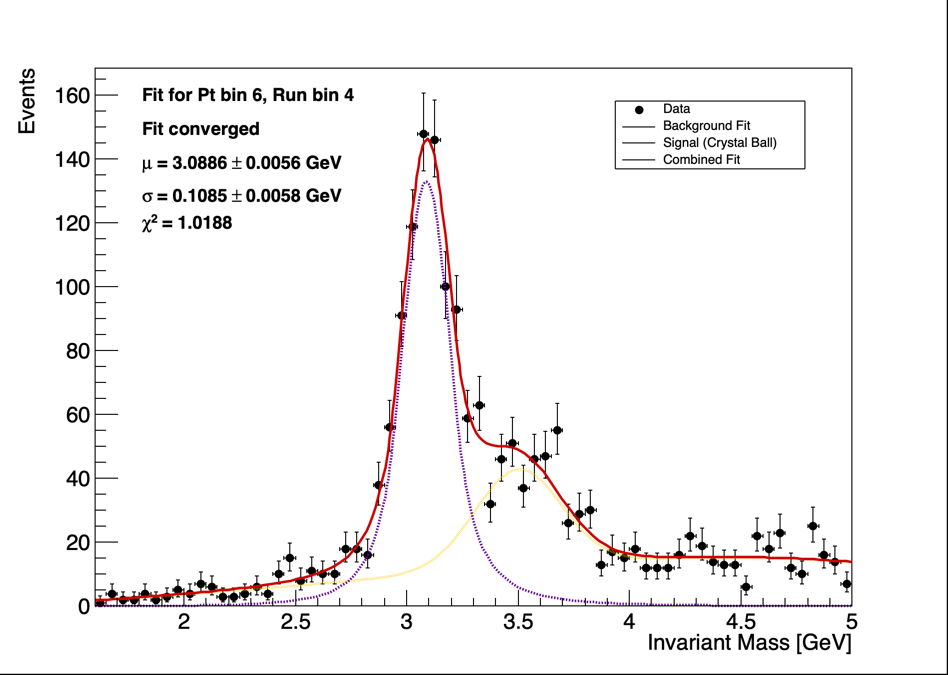 Events
160
140
120
100
80
60
40
20
0
Fit for Pt bin 6, Run bin 4
Fit converged
μ = 3.0886 ± 0.0056 GeV
σ = 0.1085 ± 0.0058 GeV
χ² = 1.0188
Data
Background Fit
Signal (Crystal Ball)
Combined Fit
2 2.5 3 3.5 4 4.5 5
Invariant Mass [GeV]